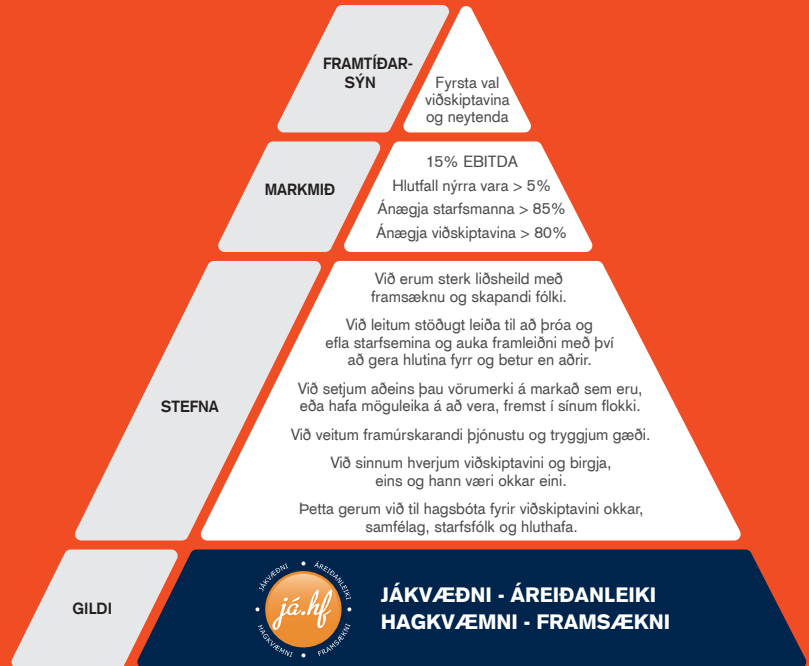 FRAMTÍÐAR-
SÝN
Fyrsta val
viðskiptavina
og neytenda
MARKMIÐ
15% EBITDA
Hlutfall nýrra vara > 5%
Ánægja starfsmanna > 85%
Ánægja viðskiptavina > 80%
STEFNA
Við erum sterk liðsheild með
framsæknu og skapandi fólki.
Við leitum stöðugt leiða til að þróa og
efla starfsemina og auka framleiðni með því
að gera hlutina fyrr og betur en aðrir.
Við setjum aðeins þau vörumerki á markað sem eru,
eða hafa möguleika á að vera, fremst í sínum flokki.
Við veitum framúrskarandi þjónustu og tryggjum gæði.
Við sinnum hverjum viðskiptavini og birgja,
eins og hann væri okkar eini.
Þetta gerum við til hagsbóta fyrir viðskiptavini okkar,
samfélag, starfsfólk og hluthafa.
GILDI
JÁKVÆÐNI • ÁREIÐANLEIKI
já.hf
HAGKVÆMNI • FRAMSÆKNI
JÁKVÆÐNI - ÁREIÐANLEIKI
HAGKVÆMNI - FRAMSÆKNI